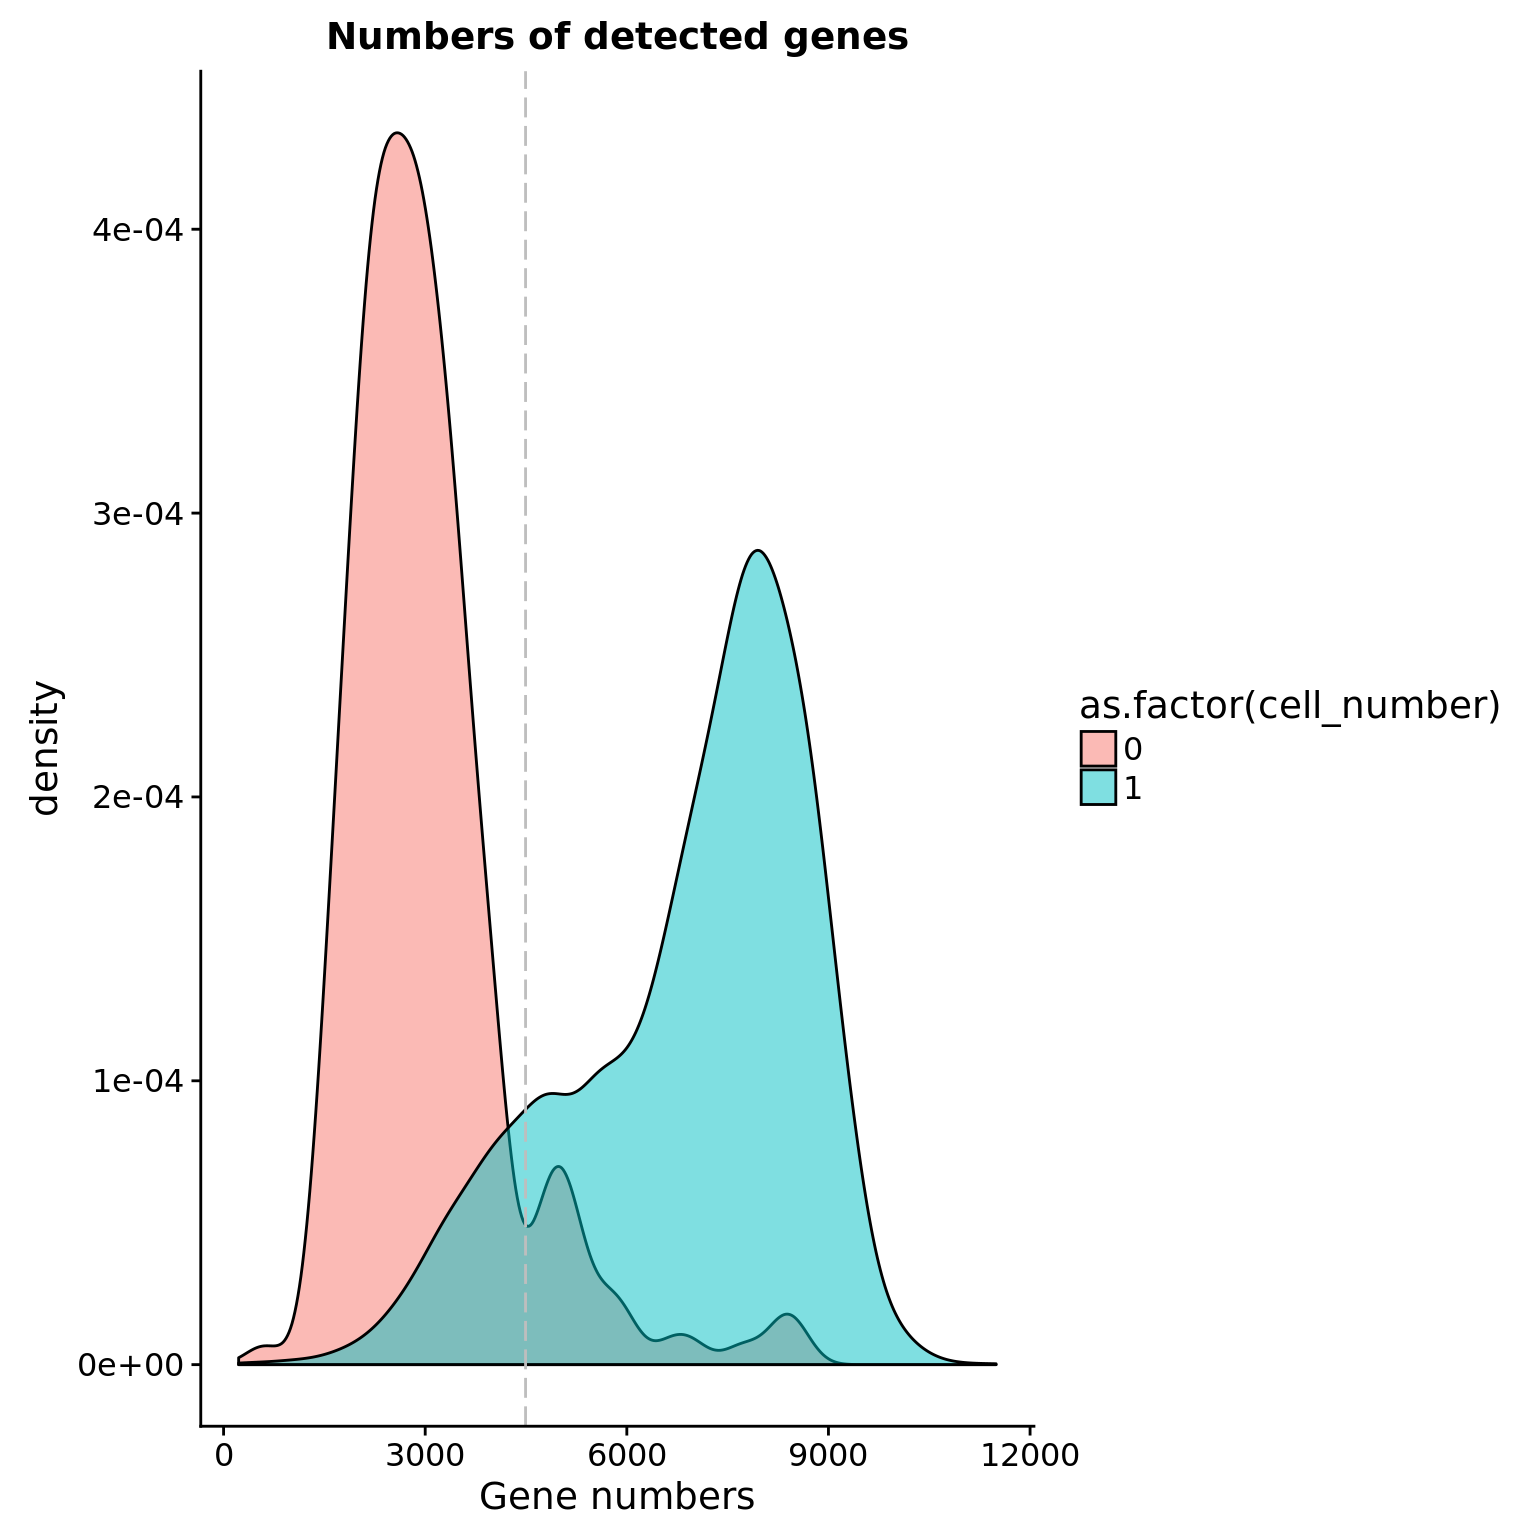 Numbers of detected genes
4e-04
3e-04
2e-04
1e-04
0e+00
density
0 3000 6000 9000 12000
Gene numbers
as.factor(cell_number)
0
1